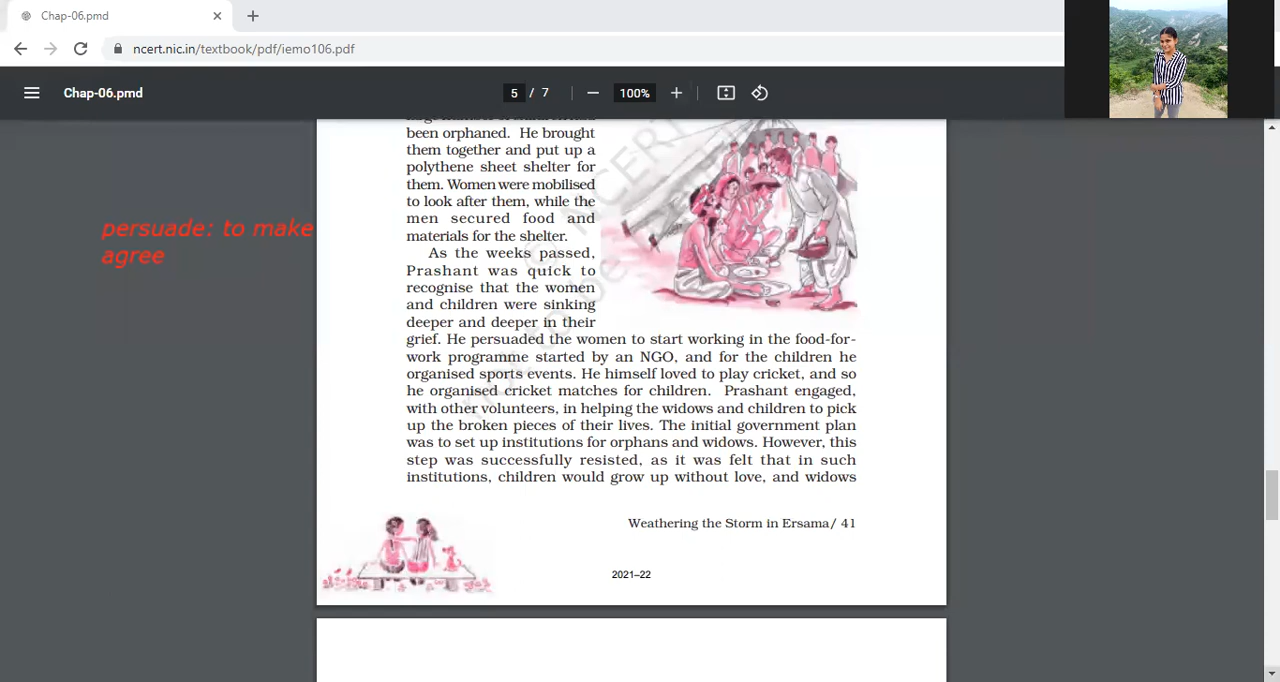 Chap-06.pmd
ncert.nic.in/textbook/pdf/iemo106.pdf
Chap-06.pmd
5 / 7
100%
been orphaned. He brought
them together and put up a
polythene sheet shelter for
them. Women were mobilised
to look after them, while the
men secured food and
materials for the shelter.
As the weeks passed,
Prashant was quick to
recognise that the women
and children were sinking
deeper and deeper in their
grief. He persuaded the women to start working in the food-for-
work programme started by an NGO, and for the children he
organised sports events. He himself loved to play cricket, and so
he organised cricket matches for children. Prashant engaged,
with other volunteers, in helping the widows and children to pick
up the broken pieces of their lives. The initial government plan
was to set up institutions for orphans and widows. However, this
step was successfully resisted, as it was felt that in such
institutions, children would grow up without love, and widows
persuade: to make
agree
© NCERT
not to be
Weathering the Storm in Ersama/ 41
2021–22